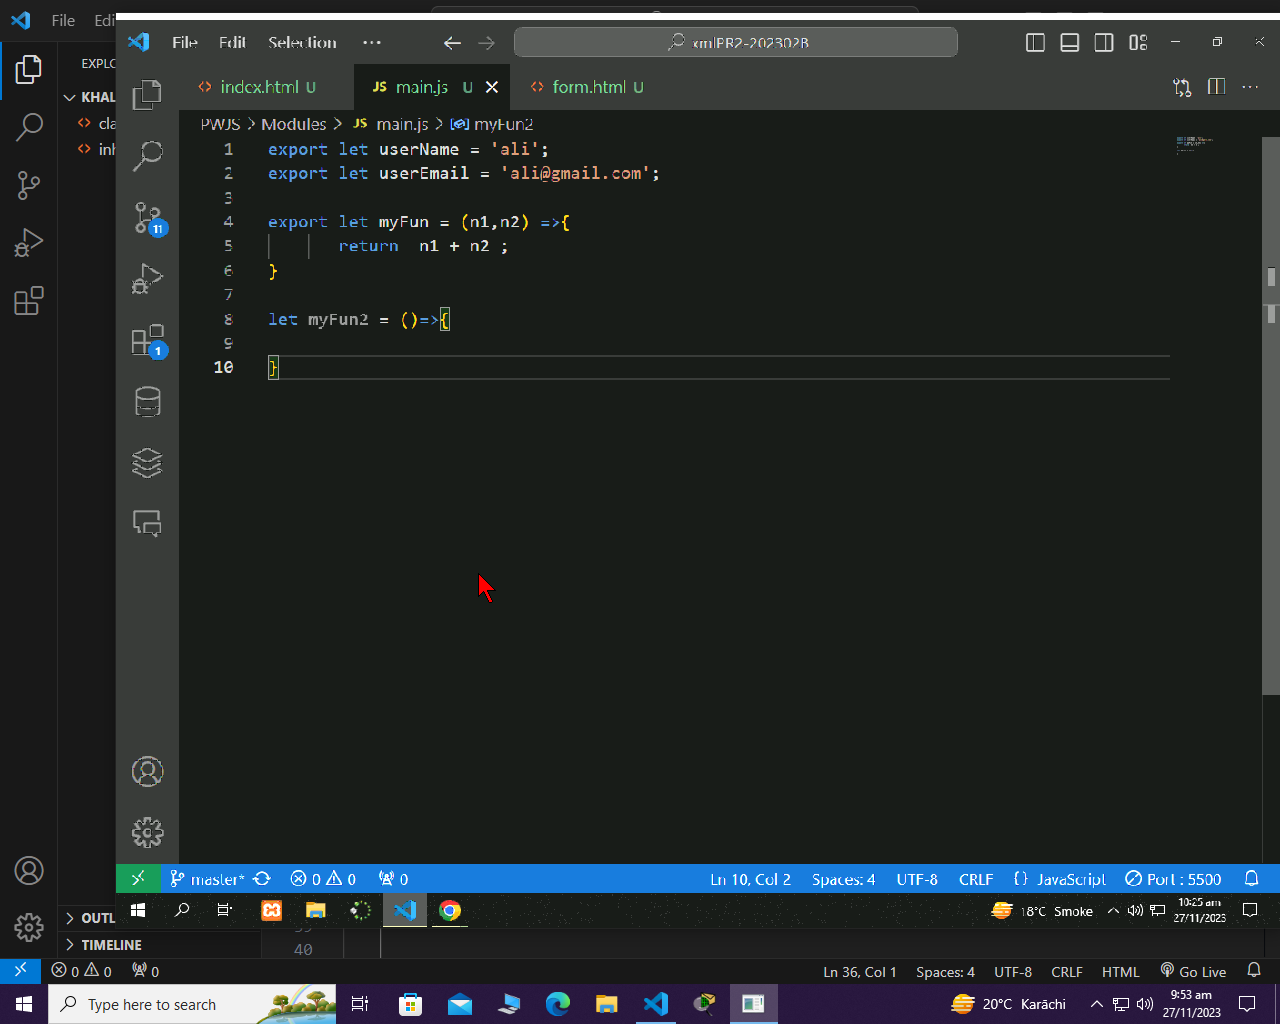 File Edi
EXPLO
KHAL
cla
inh
File Edit Selection ···
xmlPR2-202302B
index.html U
JS main.js U
form.html U
PWJS > Modules > JS main.js > myFun2
1 export let userName = 'ali';
2 export let userEmail = 'ali@gmail.com';
3
4 export let myFun = (n1,n2) =>{
5 return n1 + n2 ;
6 }
7
8 let myFun2 = ()=>{
9
10 }
11
1
master* 0 0 0 Ln 10, Col 2 Spaces: 4 UTF-8 CRLF {} JavaScript Port : 5500
18°C Smoke 10:25 am
27/11/2023
OUTL
TIMELINE
40
0 0 0 Ln 36, Col 1 Spaces: 4 UTF-8 CRLF HTML Go Live
Type here to search
20°C Karāchi 9:53 am
27/11/2023